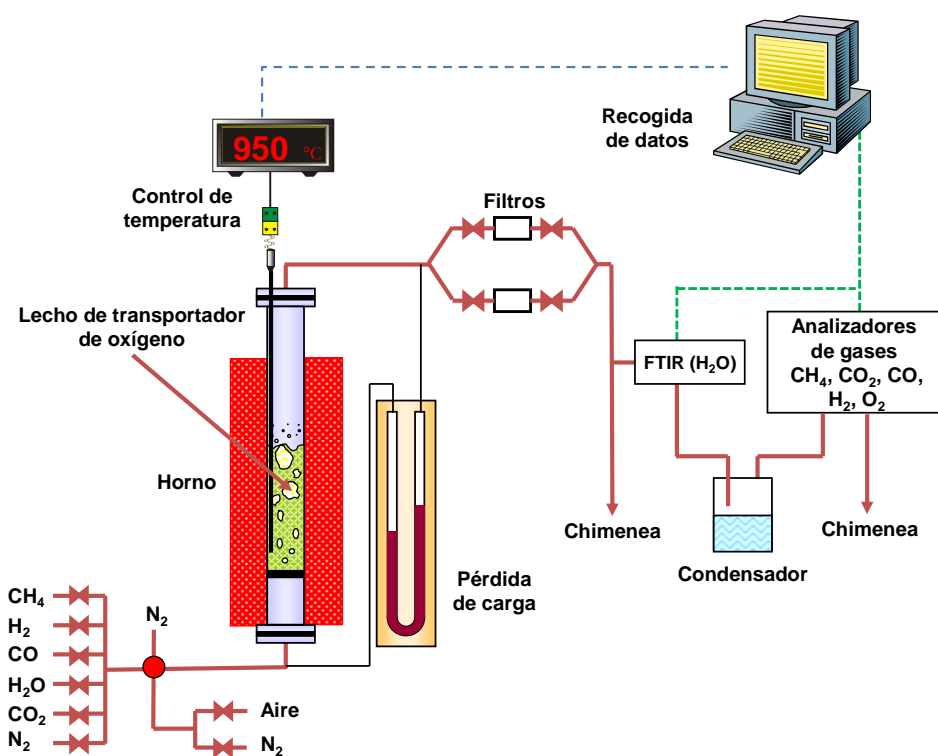 950 °C
Control de
temperatura
Recogida
de datos
Filtros
Lecho de transportador
de oxígeno
Horno
FTIR (H₂O)
Analizadores
de gases
CH₄, CO₂, CO,
H₂, O₂
Chimenea
Condensador
Chimenea
Pérdida
de carga
CH₄
H₂
CO
H₂O
CO₂
N₂
N₂
Aire
N₂